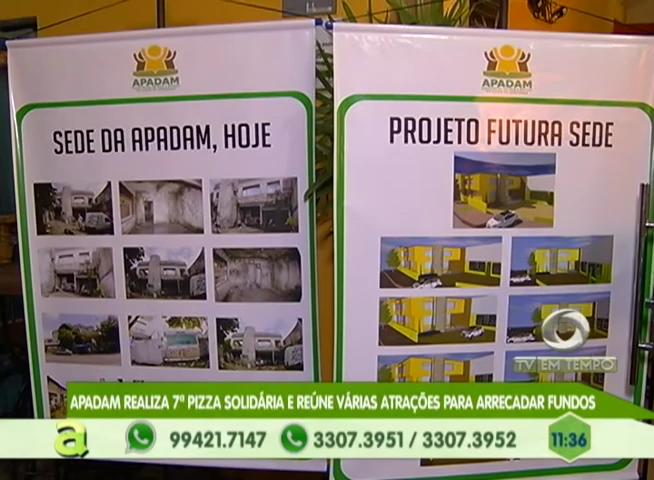 APADAM
SEDE DA APADAM, HOJE
APADAM
PROJETO FUTURA SEDE
TV EM TEMPO
APADAM REALIZA 7ª PIZZA SOLIDÁRIA E REÚNE VÁRIAS ATRAÇÕES PARA ARRECADAR FUNDOS
a 99421.7147 3307.3951 / 3307.3952 11:36